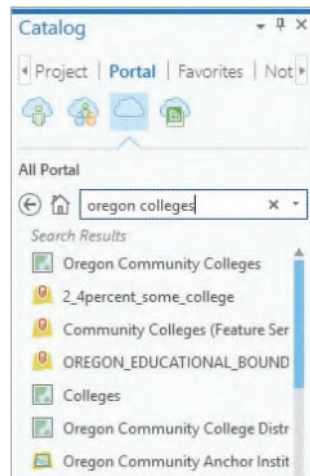 Catalog
Project | Portal | Favorites | Not
All Portal
oregon colleges
Search Results
Oregon Community Colleges
2_4percent_some_college
Community Colleges (Feature Ser
OREGON_EDUCATIONAL_BOUND
Colleges
Oregon Community College Distr
Oregon Community Anchor Instit